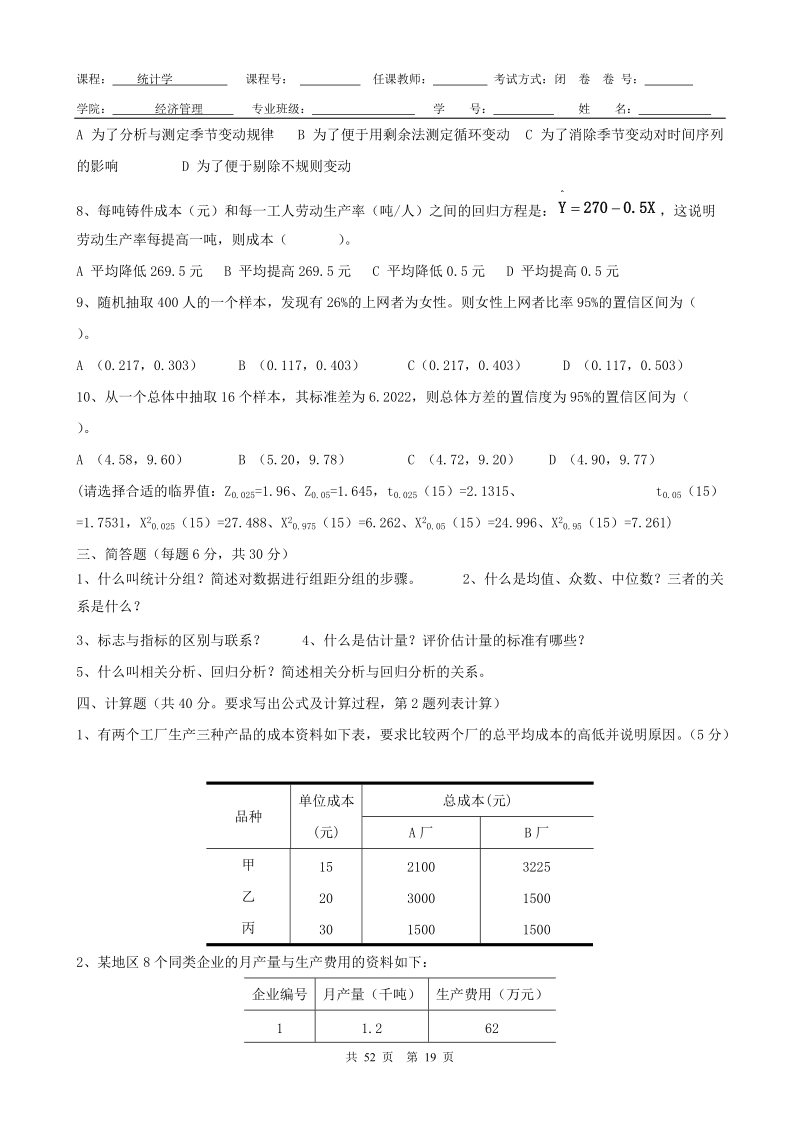 课程: 统计学 课程号: 任课教师: 考试方式:闭 卷 卷 号:
学院: 经济管理 专业班级: 学 号: 姓 名:
A 为了分析与测定季节变动规律 B 为了便于用剩余法测定循环变动 C 为了消除季节变动对时间序列
的影响 D 为了便于剔除不规则变动
8、每吨铸件成本（元）和每一工人劳动生产率（吨/人）之间的回归方程是：Ŷ＝270－0.5X，这说明
劳动生产率每提高一吨，则成本（ ）。
A 平均降低 269.5 元 B 平均提高 269.5 元 C 平均降低 0.5 元 D 平均提高 0.5 元
9、随机抽取 400 人的一个样本，发现有 26%的上网者为女性。则女性上网者比率 95%的置信区间为（
）。
A （0.217，0.303） B （0.117，0.403） C（0.217，0.403） D （0.117，0.503）
10、从一个总体中抽取 16 个样本，其标准差为 6.2022，则总体方差的置信度为 95%的置信区间为（
）。
A （4.58，9.60） B （5.20，9.78） C （4.72，9.20） D （4.90，9.77）
(请选择合适的临界值：Z0.025=1.96、Z0.05=1.645，t0.025（15）=2.1315、 t0.05（15）
=1.7531，X²0.025（15）=27.488、X²0.975（15）=6.262、X²0.05（15）=24.996、X²0.95（15）=7.261)
三、简答题（每题 6 分，共 30 分）
1、什么叫统计分组？简述对数据进行组距分组的步骤。 2、什么是均值、众数、中位数？三者的关
系是什么？
3、标志与指标的区别与联系？ 4、什么是估计量？评价估计量的标准有哪些？
5、什么叫相关分析、回归分析？简述相关分析与回归分析的关系。
四、计算题（共 40 分。要求写出公式及计算过程，第 2 题列表计算）
1、有两个工厂生产三种产品的成本资料如下表，要求比较两个厂的总平均成本的高低并说明原因。（5 分）
品种 单位成本(元) 总成本(元)
A 厂 B 厂
甲 15 2100 3225
乙 20 3000 1500
丙 30 1500 1500
2、某地区 8 个同类企业的月产量与生产费用的资料如下：
企业编号 月产量（千吨） 生产费用（万元）
1 1.2 62
共 52 页 第 19 页